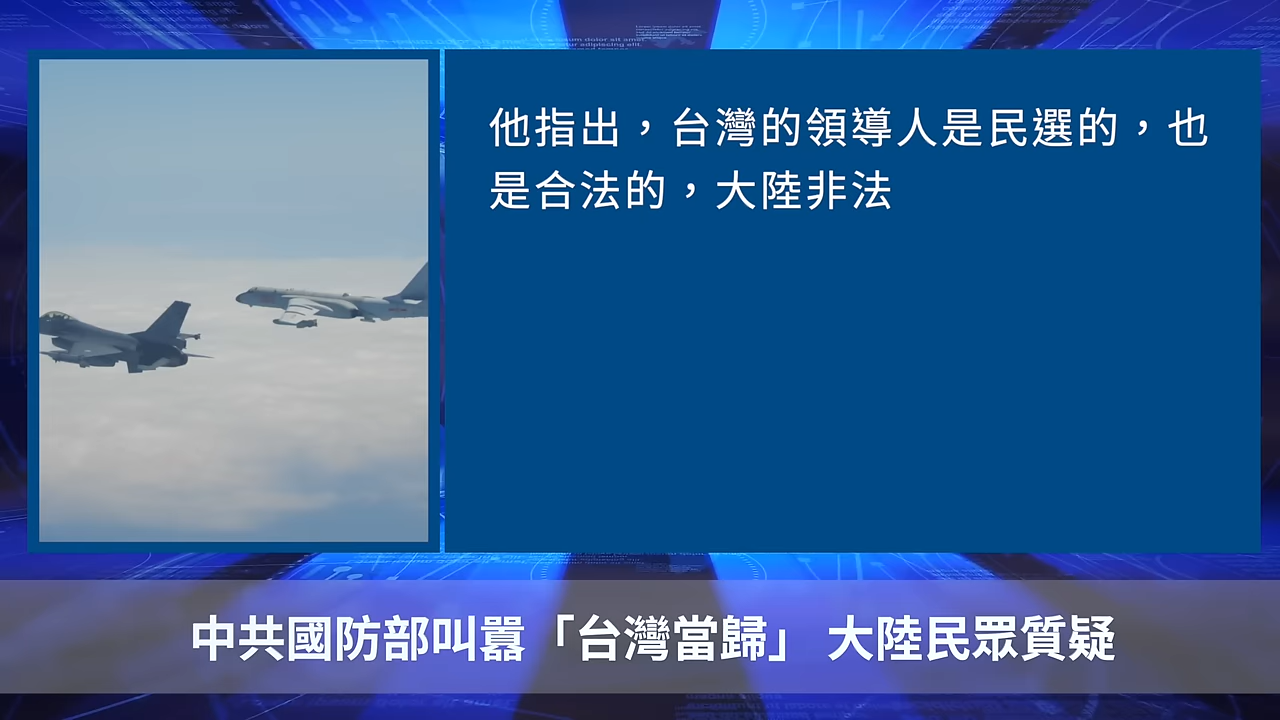 他指出，台灣的領導人是民選的，也
是合法的，大陸非法
中共國防部叫囂「台灣當歸」 大陸民眾質疑